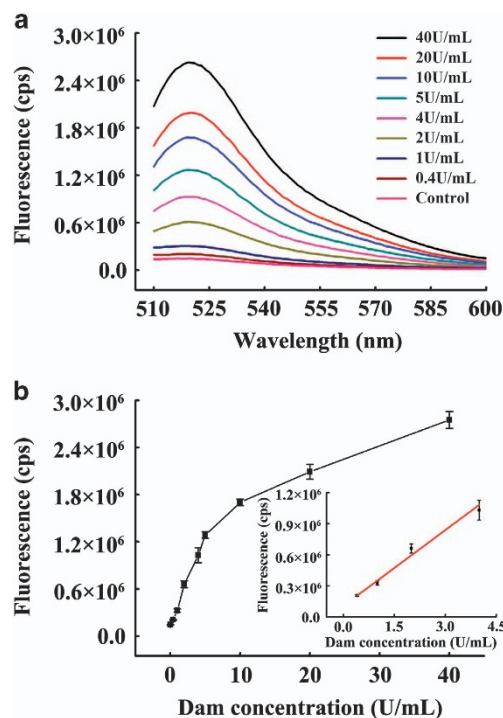 a
3.0×10⁶
2.4×10⁶
1.8×10⁶
1.2×10⁶
0.6×10⁶
0.0
Fluorescence (cps)
40U/mL
20U/mL
10U/mL
5U/mL
4U/mL
2U/mL
1U/mL
0.4U/mL
Control
510 525 540 555 570 585 600
Wavelength (nm)
b
3.0×10⁶
2.4×10⁶
1.8×10⁶
1.2×10⁶
0.6×10⁶
0.0
Fluorescence (cps)
1.2×10⁶
0.9×10⁶
0.6×10⁶
0.3×10⁶
Fluorescence (cps)
0.0 1.5 3.0 4.5
Dam concentration (U/mL)
0 10 20 30 40
Dam concentration (U/mL)